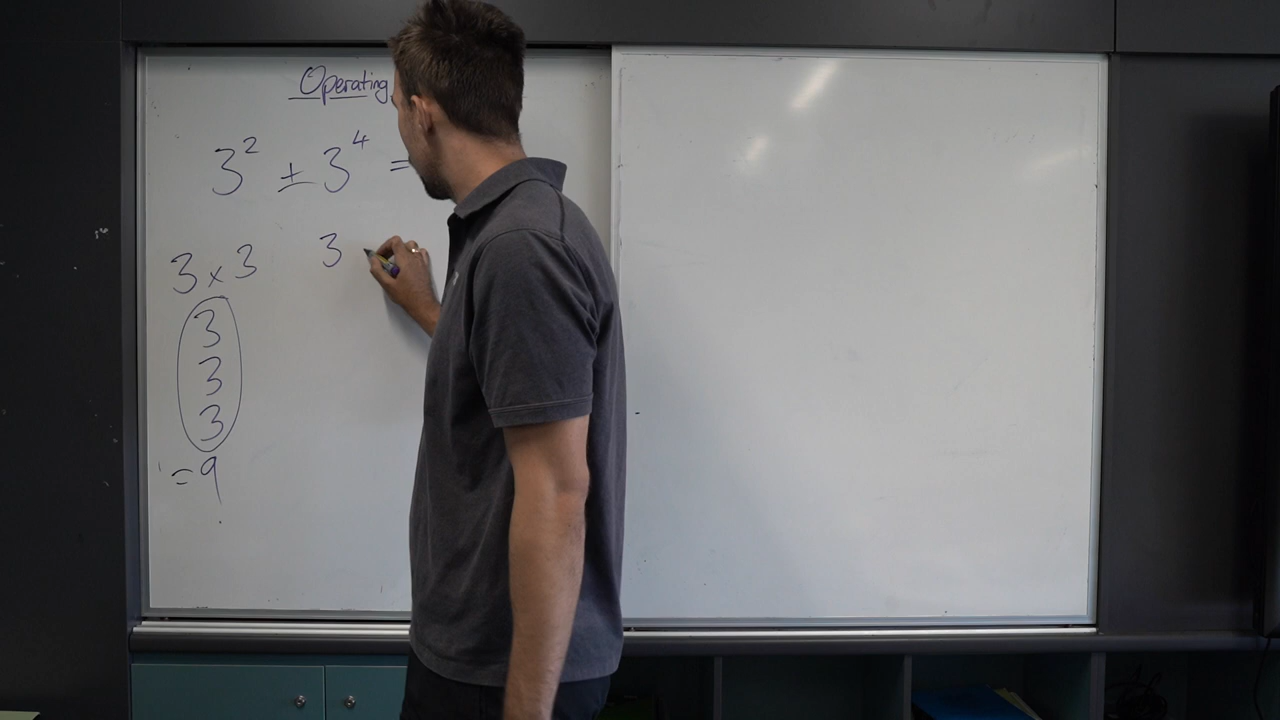 Operating
3² ± 3⁴ =
3 x 3
3
3
3
3
= 9